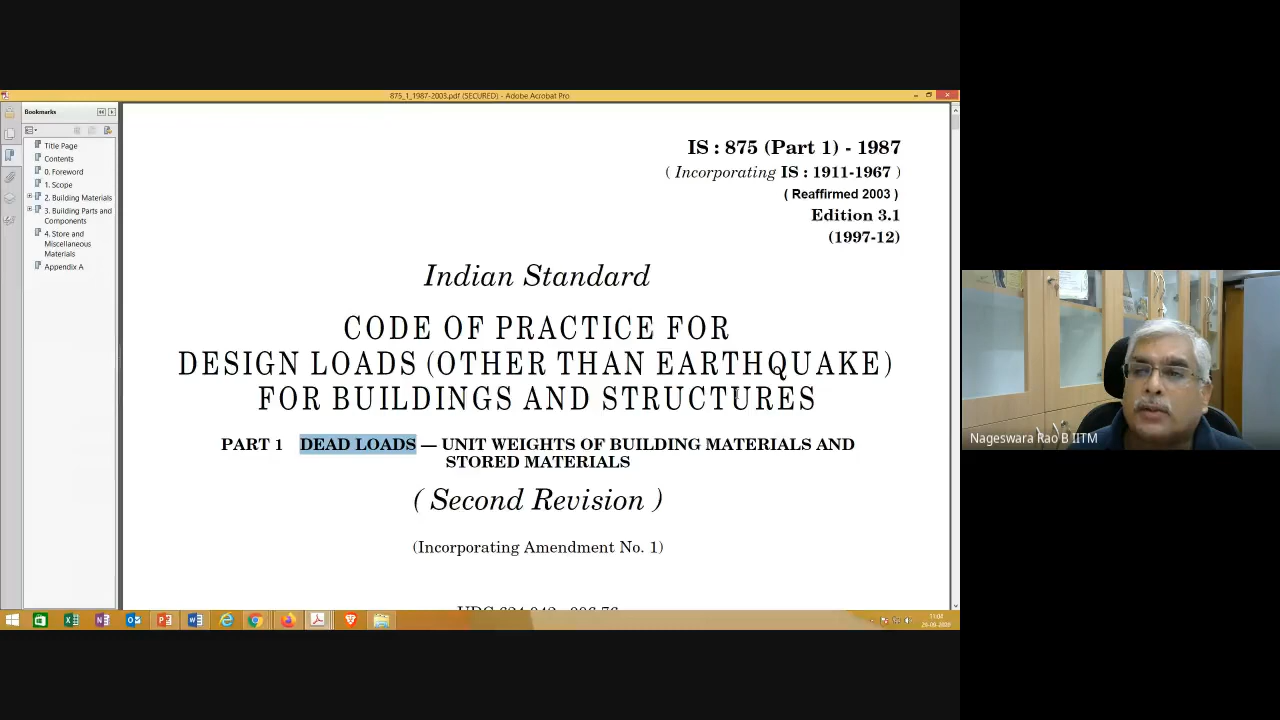 875_1_1987-2003.pdf (SECURED) - Adobe Acrobat Pro
Bookmarks
Title Page
Contents
0. Foreword
1. Scope
2. Building Materials
3. Building Parts and
Components
4. Store and
Miscellaneous
Materials
Appendix A
IS : 875 (Part 1) - 1987
( Incorporating IS : 1911-1967 )
( Reaffirmed 2003 )
Edition 3.1
(1997-12)
Indian Standard
CODE OF PRACTICE FOR
DESIGN LOADS (OTHER THAN EARTHQUAKE)
FOR BUILDINGS AND STRUCTURES
PART 1 DEAD LOADS — UNIT WEIGHTS OF BUILDING MATERIALS AND
STORED MATERIALS
( Second Revision )
(Incorporating Amendment No. 1)
Nageswara Rao B IITM